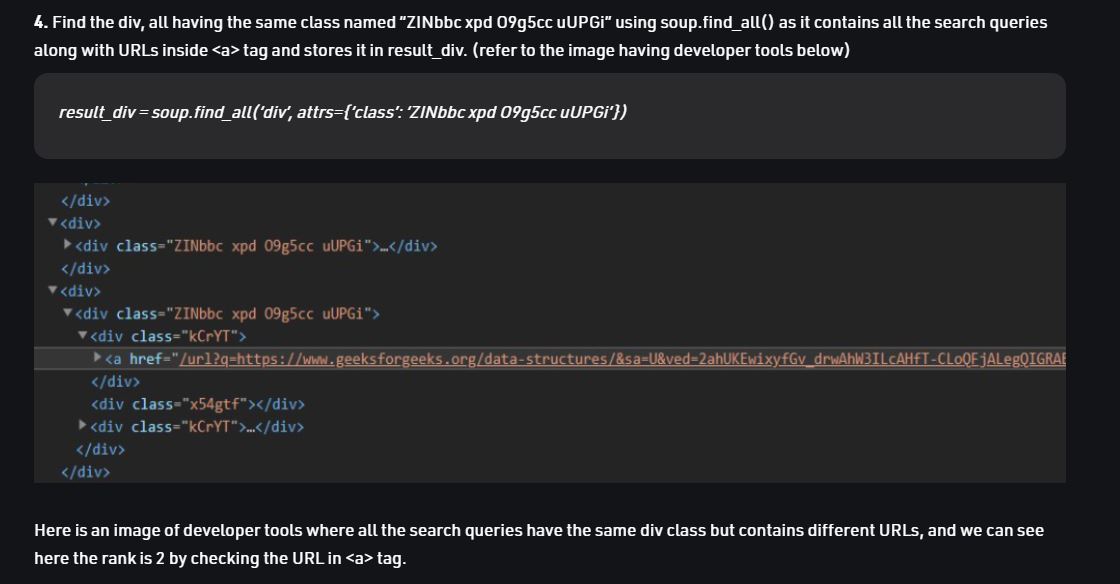 4. Find the div, all having the same class named “ZINbbc xpd O9g5cc uUPGi” using soup.find_all() as it contains all the search queries
along with URLs inside <a> tag and stores it in result_div. (refer to the image having developer tools below)
result_div = soup.find_all(‘div’, attrs={‘class’: ‘ZINbbc xpd O9g5cc uUPGi’})
</div>
▼<div>
▶<div class="ZINbbc xpd O9g5cc uUPGi">…</div>
</div>
▼<div>
▼<div class="ZINbbc xpd O9g5cc uUPGi">
▼<div class="kCrYT">
▶<a href="/url?q=https://www.geeksforgeeks.org/data-structures/&sa=U&ved=2ahUKEwixyfGv_drwAhW3ILcAHfT-CLoQFjALegQIGRAE
</div>
<div class="x54gtf"></div>
▶<div class="kCrYT">…</div>
</div>
</div>
Here is an image of developer tools where all the search queries have the same div class but contains different URLs, and we can see
here the rank is 2 by checking the URL in <a> tag.